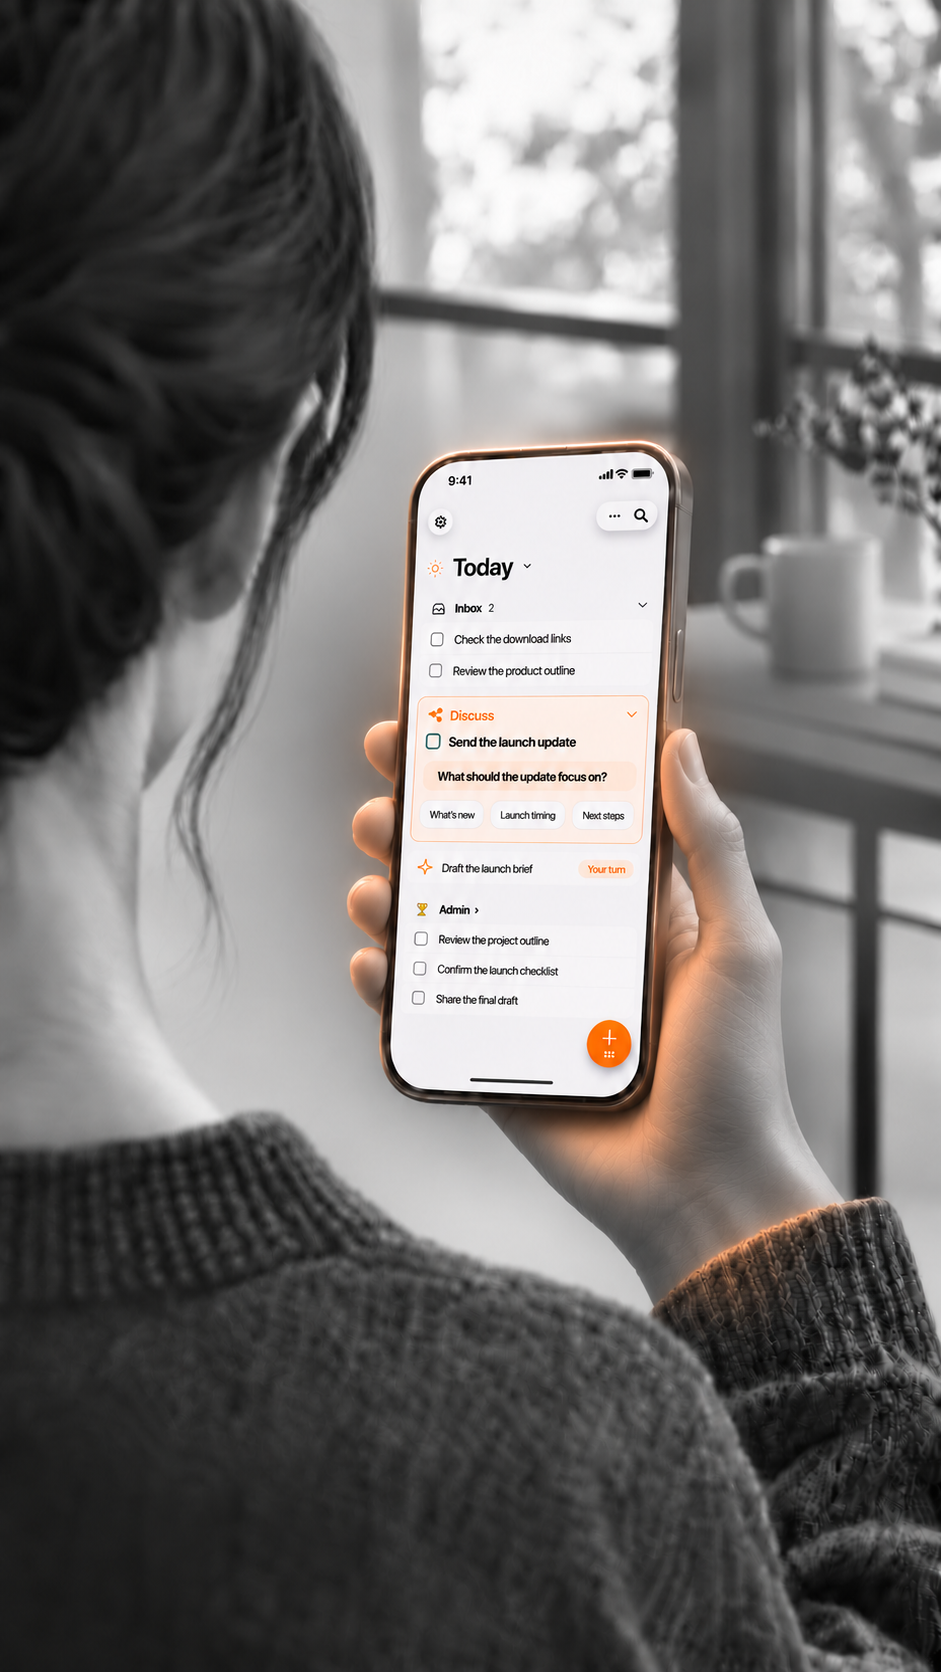 9:41
Today
Inbox 2
Check the download links
Review the product outline
Discuss
Send the launch update
What should the update focus on?
What's new
Launch timing
Next steps
Draft the launch brief
Your turn
Admin
Review the project outline
Confirm the launch checklist
Share the final draft